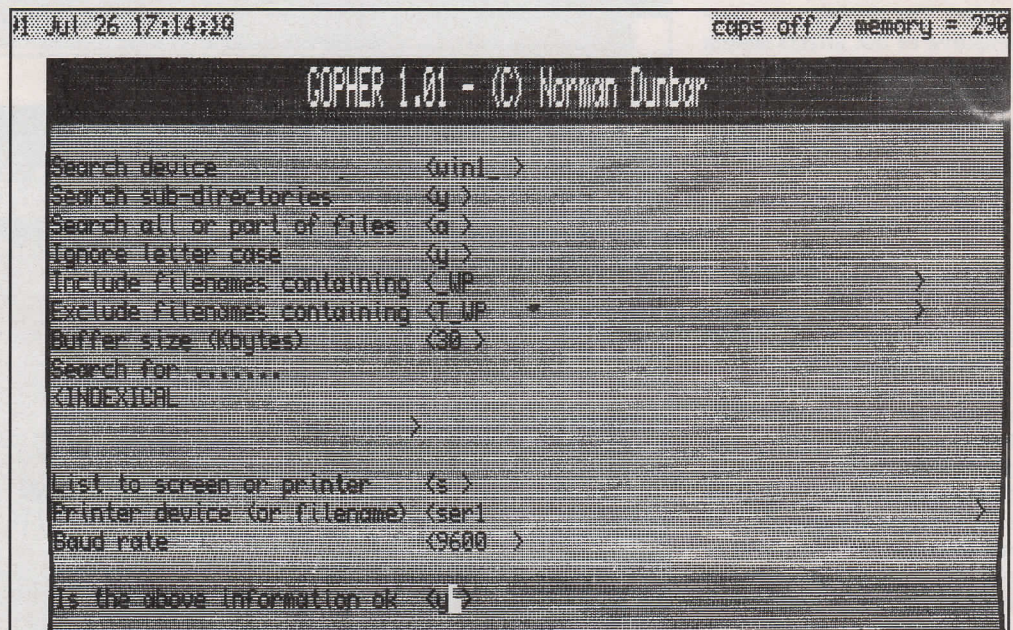 91 Jul 26 17:14:29 caps off / memory = 290
GOPHER 1.01 - (C) Norman Dunbar
Search device <win1_ >
Search sub-directories <y >
Search all or part of files <a >
Ignore letter case <y >
Include filenames containing <_WP >
Exclude filenames containing <T_WP >
Buffer size (Kbytes) <30 >
Search for .......
<INDEXICAL
>
List to screen or printer <s >
Printer device (or filename) <ser1 >
Baud rate <9600 >
Is the above information ok <y >